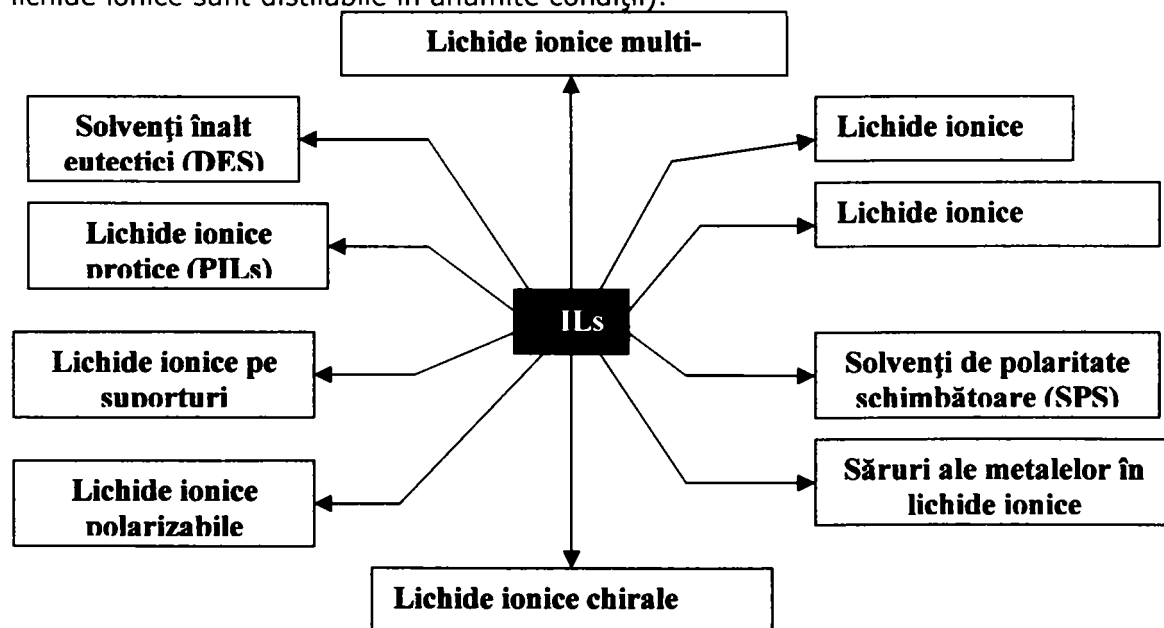 lichide ionice sunt distilabile în anumite condiții).
Lichide ionice multi-
Solvenți înalt
eutectici (DES)
Lichide ionice
Lichide ionice
Lichide ionice
protice (PILs)
ILs
Lichide ionice pe
suporturi
Solvenți de polaritate
schimbătoare (SPS)
Lichide ionice
polarizabile
Săruri ale metalelor în
lichide ionice
Lichide ionice chirale